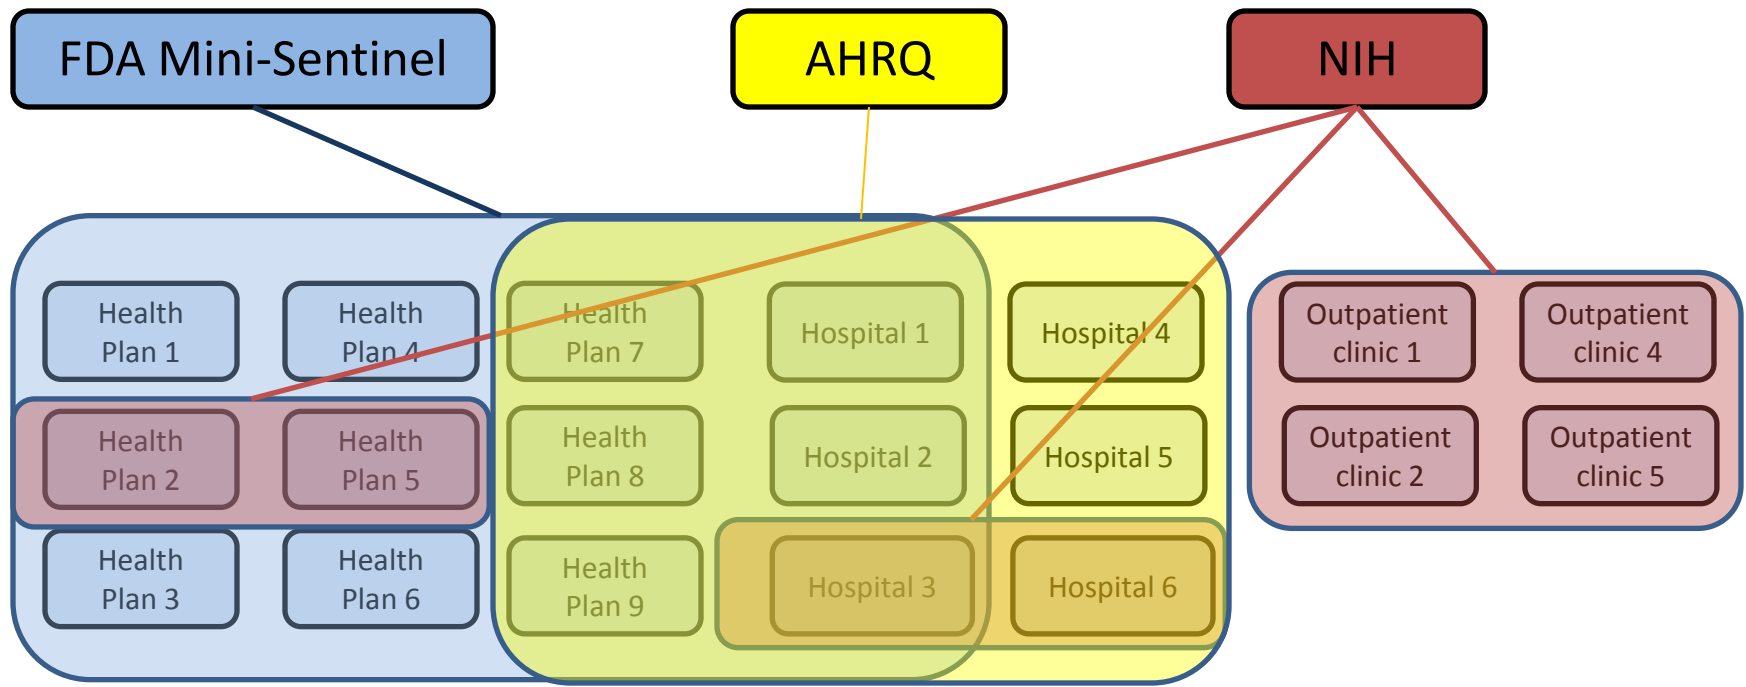 FDA Mini-Sentinel
AHRQ
NIH
Health
Plan 1
Health
Plan 4
Health
Plan 7
Hospital 1
Hospital 4
Outpatient
clinic 1
Outpatient
clinic 4
Health
Plan 2
Health
Plan 5
Health
Plan 8
Hospital 2
Hospital 5
Outpatient
clinic 2
Outpatient
clinic 5
Health
Plan 3
Health
Plan 6
Health
Plan 9
Hospital 3
Hospital 6